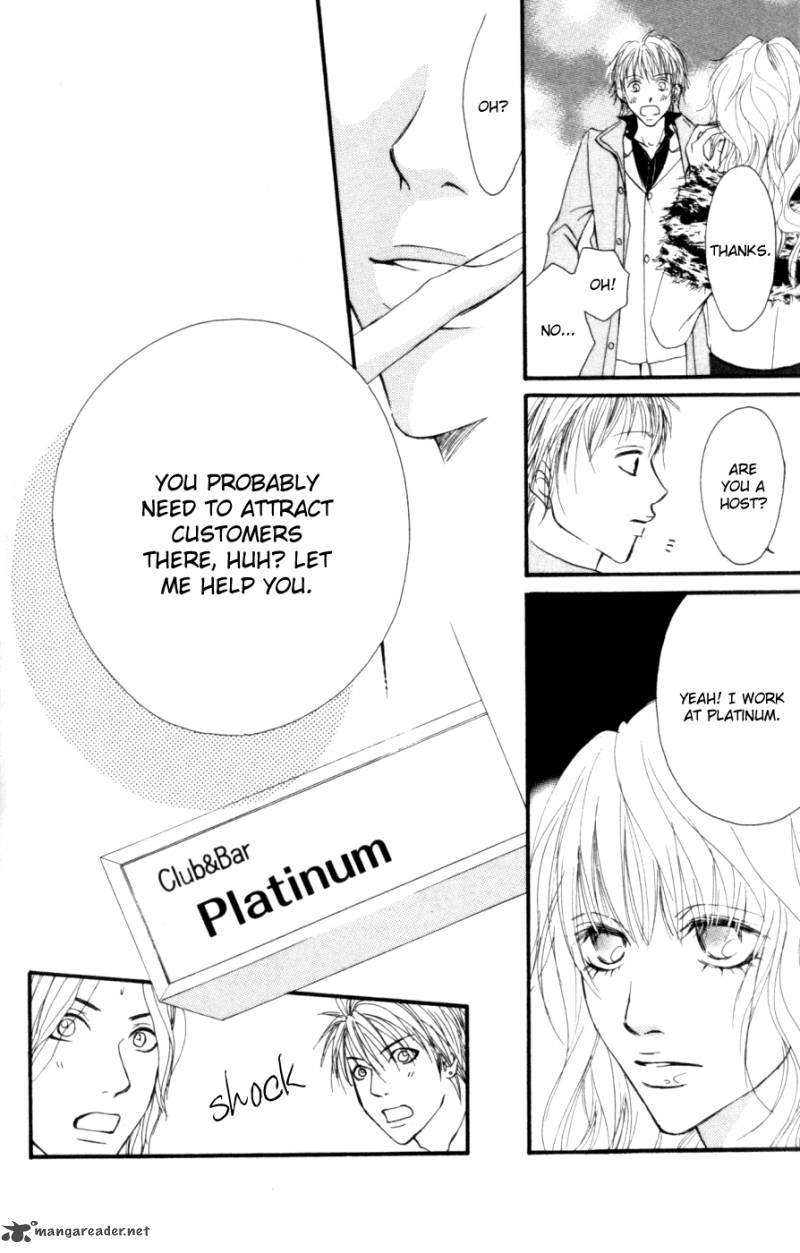 THANKS.
OH!
NO...
ARE
YOU A
HOST?
YEAH! I WORK
AT PLATINUM.
OH?
YOU PROBABLY
NEED TO ATTRACT
CUSTOMERS
THERE, HUH? LET
ME HELP YOU.
Club&Bar
Platinum
shock
mangareader.net